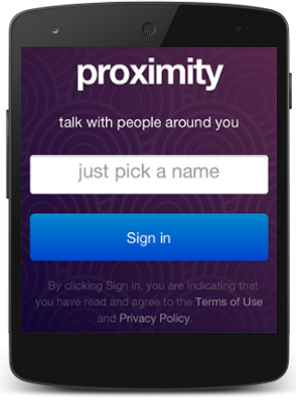 proximity
talk with people around you
just pick a name
Sign in
By clicking Sign in, you are indicating that
you have read and agree to the Terms of Use
and Privacy Policy.